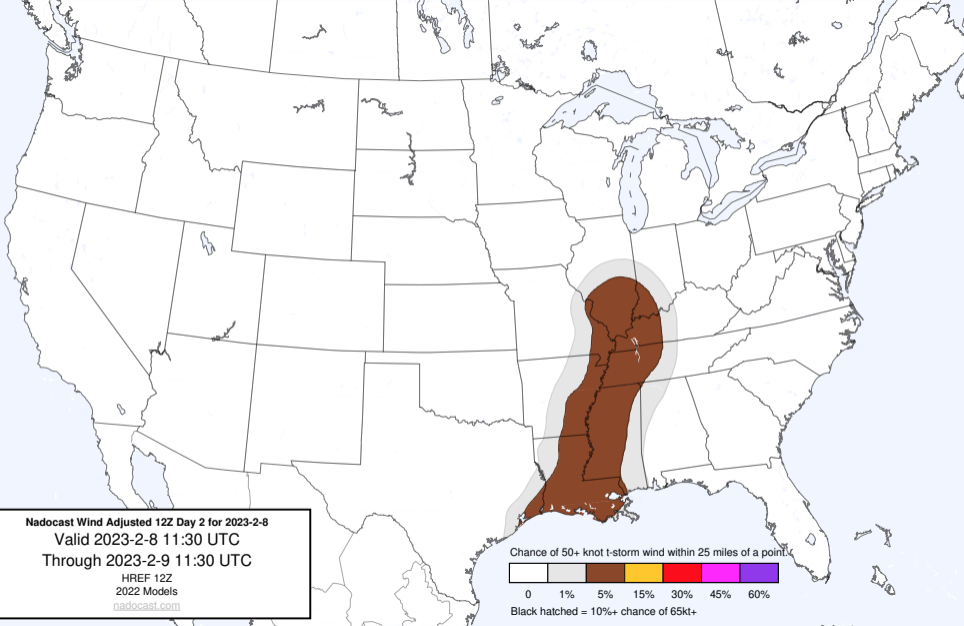 Nadocast Wind Adjusted 12Z Day 2 for 2023-2-8
Valid 2023-2-8 11:30 UTC
Through 2023-2-9 11:30 UTC
HREF 12Z
2022 Models
nadocast.com
Chance of 50+ knot t-storm wind within 25 miles of a point.
0 1% 5% 15% 30% 45% 60%
Black hatched = 10%+ chance of 65kt+